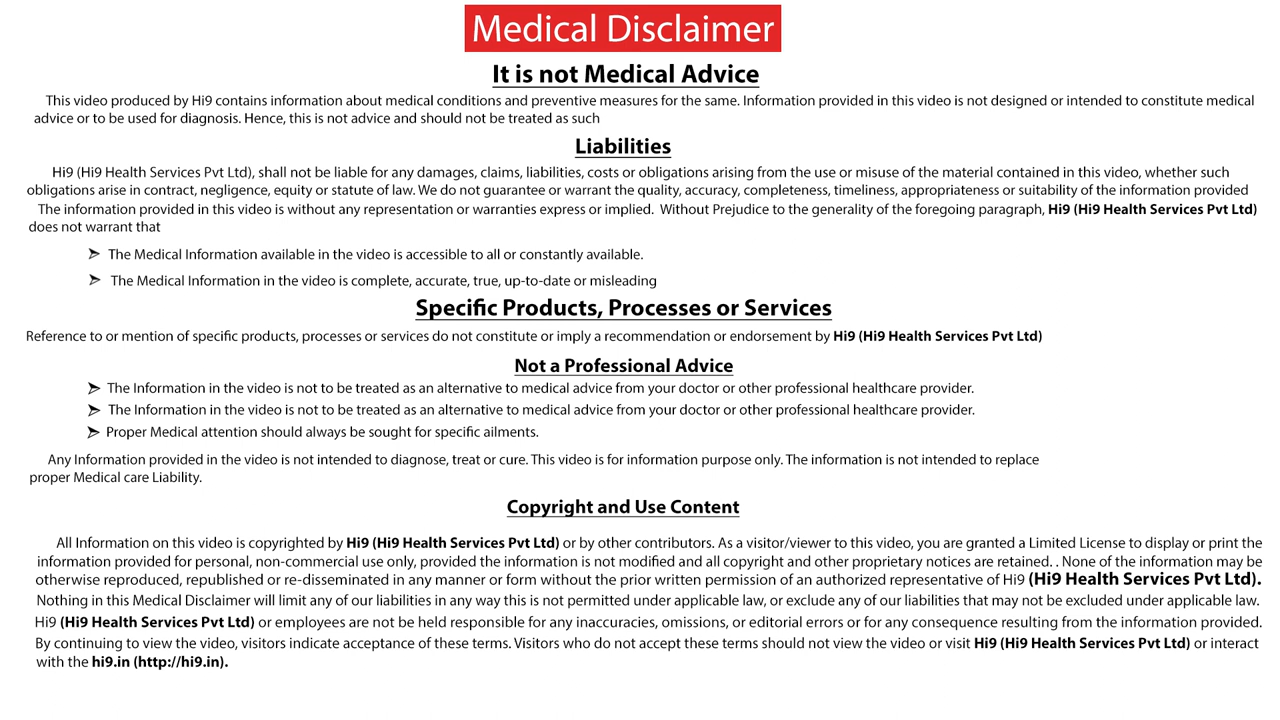 Medical Disclaimer
It is not Medical Advice
This video produced by Hi9 contains information about medical conditions and preventive measures for the same. Information provided in this video is not designed or intended to constitute medical
advice or to be used for diagnosis. Hence, this is not advice and should not be treated as such
Liabilities
Hi9 (Hi9 Health Services Pvt Ltd), shall not be liable for any damages, claims, liabilities, costs or obligations arising from the use or misuse of the material contained in this video, whether such
obligations arise in contract, negligence, equity or statute of law. We do not guarantee or warrant the quality, accuracy, completeness, timeliness, appropriateness or suitability of the information provided
The information provided in this video is without any representation or warranties express or implied. Without Prejudice to the generality of the foregoing paragraph, Hi9 (Hi9 Health Services Pvt Ltd)
does not warrant that
➢ The Medical Information available in the video is accessible to all or constantly available.
➢ The Medical Information in the video is complete, accurate, true, up-to-date or misleading
Specific Products, Processes or Services
Reference to or mention of specific products, processes or services do not constitute or imply a recommendation or endorsement by Hi9 (Hi9 Health Services Pvt Ltd)
Not a Professional Advice
➢ The Information in the video is not to be treated as an alternative to medical advice from your doctor or other professional healthcare provider.
➢ The Information in the video is not to be treated as an alternative to medical advice from your doctor or other professional healthcare provider.
➢ Proper Medical attention should always be sought for specific ailments.
Any Information provided in the video is not intended to diagnose, treat or cure. This video is for information purpose only. The information is not intended to replace
proper Medical care Liability.
Copyright and Use Content
All Information on this video is copyrighted by Hi9 (Hi9 Health Services Pvt Ltd) or by other contributors. As a visitor/viewer to this video, you are granted a Limited License to display or print the
information provided for personal, non-commercial use only, provided the information is not modified and all copyright and other proprietary notices are retained. . None of the information may be
otherwise reproduced, republished or re-disseminated in any manner or form without the prior written permission of an authorized representative of Hi9 (Hi9 Health Services Pvt Ltd).
Nothing in this Medical Disclaimer will limit any of our liabilities in any way this is not permitted under applicable law, or exclude any of our liabilities that may not be excluded under applicable law.
Hi9 (Hi9 Health Services Pvt Ltd) or employees are not be held responsible for any inaccuracies, omissions, or editorial errors or for any consequence resulting from the information provided.
By continuing to view the video, visitors indicate acceptance of these terms. Visitors who do not accept these terms should not view the video or visit Hi9 (Hi9 Health Services Pvt Ltd) or interact
with the hi9.in (http://hi9.in).